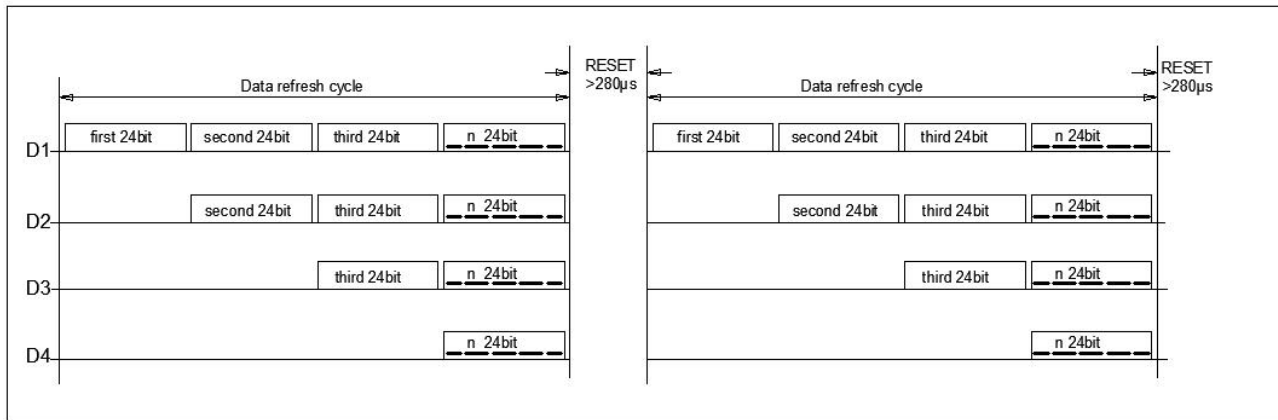 RESET
>280µs
RESET
>280µs
Data refresh cycle
Data refresh cycle
D1 first 24bit second 24bit third 24bit n 24bit first 24bit second 24bit third 24bit n 24bit
D2 second 24bit third 24bit n 24bit second 24bit third 24bit n 24bit
D3 third 24bit n 24bit third 24bit n 24bit
D4 n 24bit n 24bit